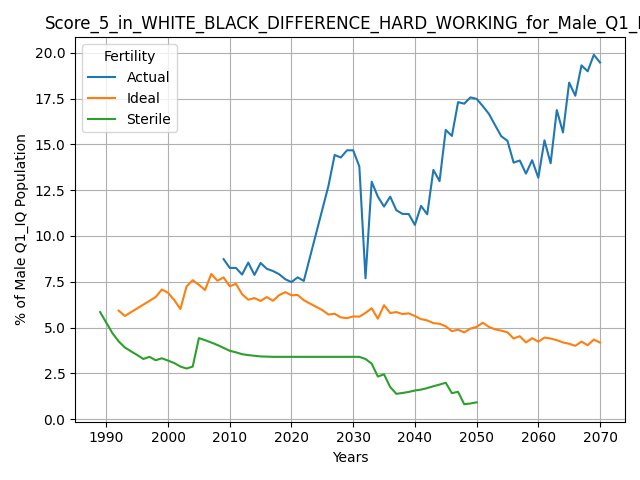 Score_5_in_WHITE_BLACK_DIFFERENCE_HARD_WORKING_for_Male_Q1_
Fertility
Actual
Ideal
Sterile
% of Male Q1_IQ Population
20.0
17.5
15.0
12.5
10.0
7.5
5.0
2.5
0.0
1990 2000 2010 2020 2030 2040 2050 2060 2070
Years